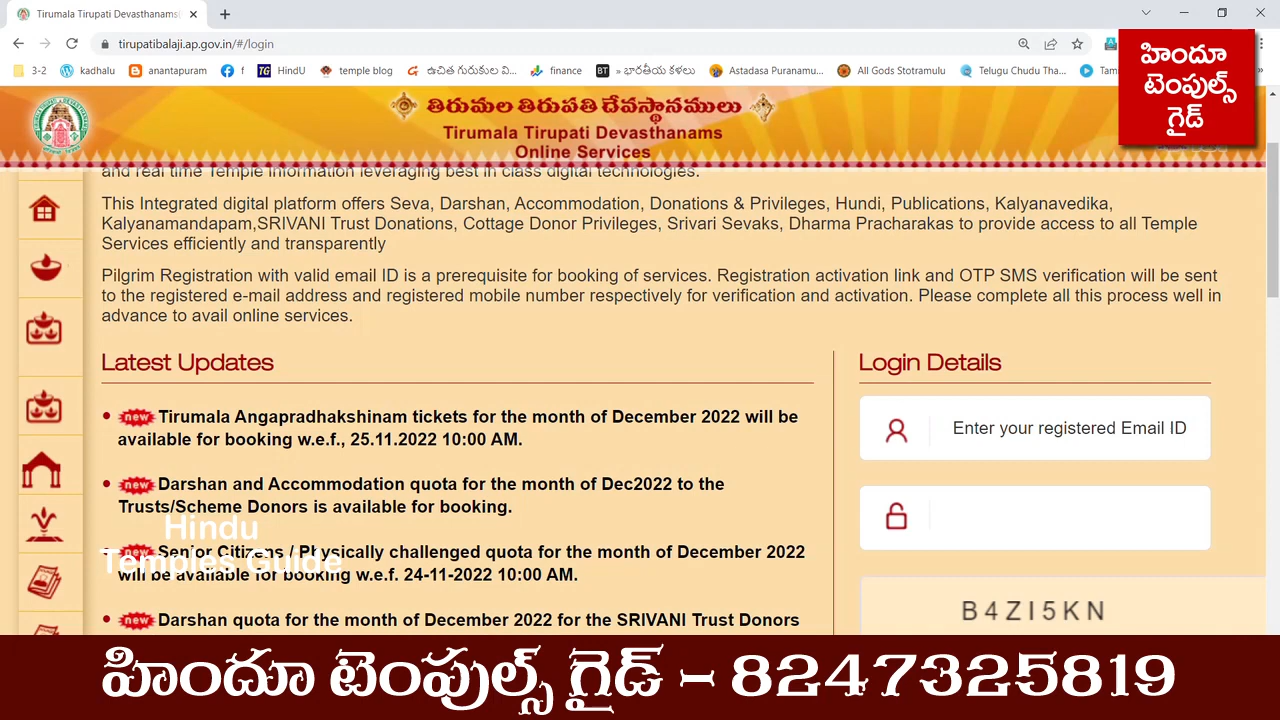 Tirumala Tirupati Devasthanams
tirupatibalaji.ap.gov.in/#/login
3-2 kadhalu anantapuram f HindU temple blog ఉచిత గురుకుల వి... finance » భారతీయ కళలు Astadasa Puranamu... All Gods Stotramulu Telugu Chudu Tha... Tam
హిందూ
టెంపుల్స్
గైడ్
తిరుమల తిరుపతి దేవస్థానములు
Tirumala Tirupati Devasthanams
Online Services
and real time Temple information leveraging best in class digital technologies.
This Integrated digital platform offers Seva, Darshan, Accommodation, Donations & Privileges, Hundi, Publications, Kalyanavedika,
Kalyanamandapam,SRIVANI Trust Donations, Cottage Donor Privileges, Srivari Sevaks, Dharma Pracharakas to provide access to all Temple
Services efficiently and transparently
Pilgrim Registration with valid email ID is a prerequisite for booking of services. Registration activation link and OTP SMS verification will be sent
to the registered e-mail address and registered mobile number respectively for verification and activation. Please complete all this process well in
advance to avail online services.
Latest Updates
new Tirumala Angapradhakshinam tickets for the month of December 2022 will be
available for booking w.e.f., 25.11.2022 10:00 AM.
new Darshan and Accommodation quota for the month of Dec2022 to the
Trusts/Scheme Donors is available for booking.
new Senior Citizens / Physically challenged quota for the month of December 2022
will be available for booking w.e.f. 24-11-2022 10:00 AM.
new Darshan quota for the month of December 2022 for the SRIVANI Trust Donors
Hindu
Temples Guide
Login Details
Enter your registered Email ID
B4ZI5KN
హిందూ టెంపుల్స్ గైడ్ – 8247325819